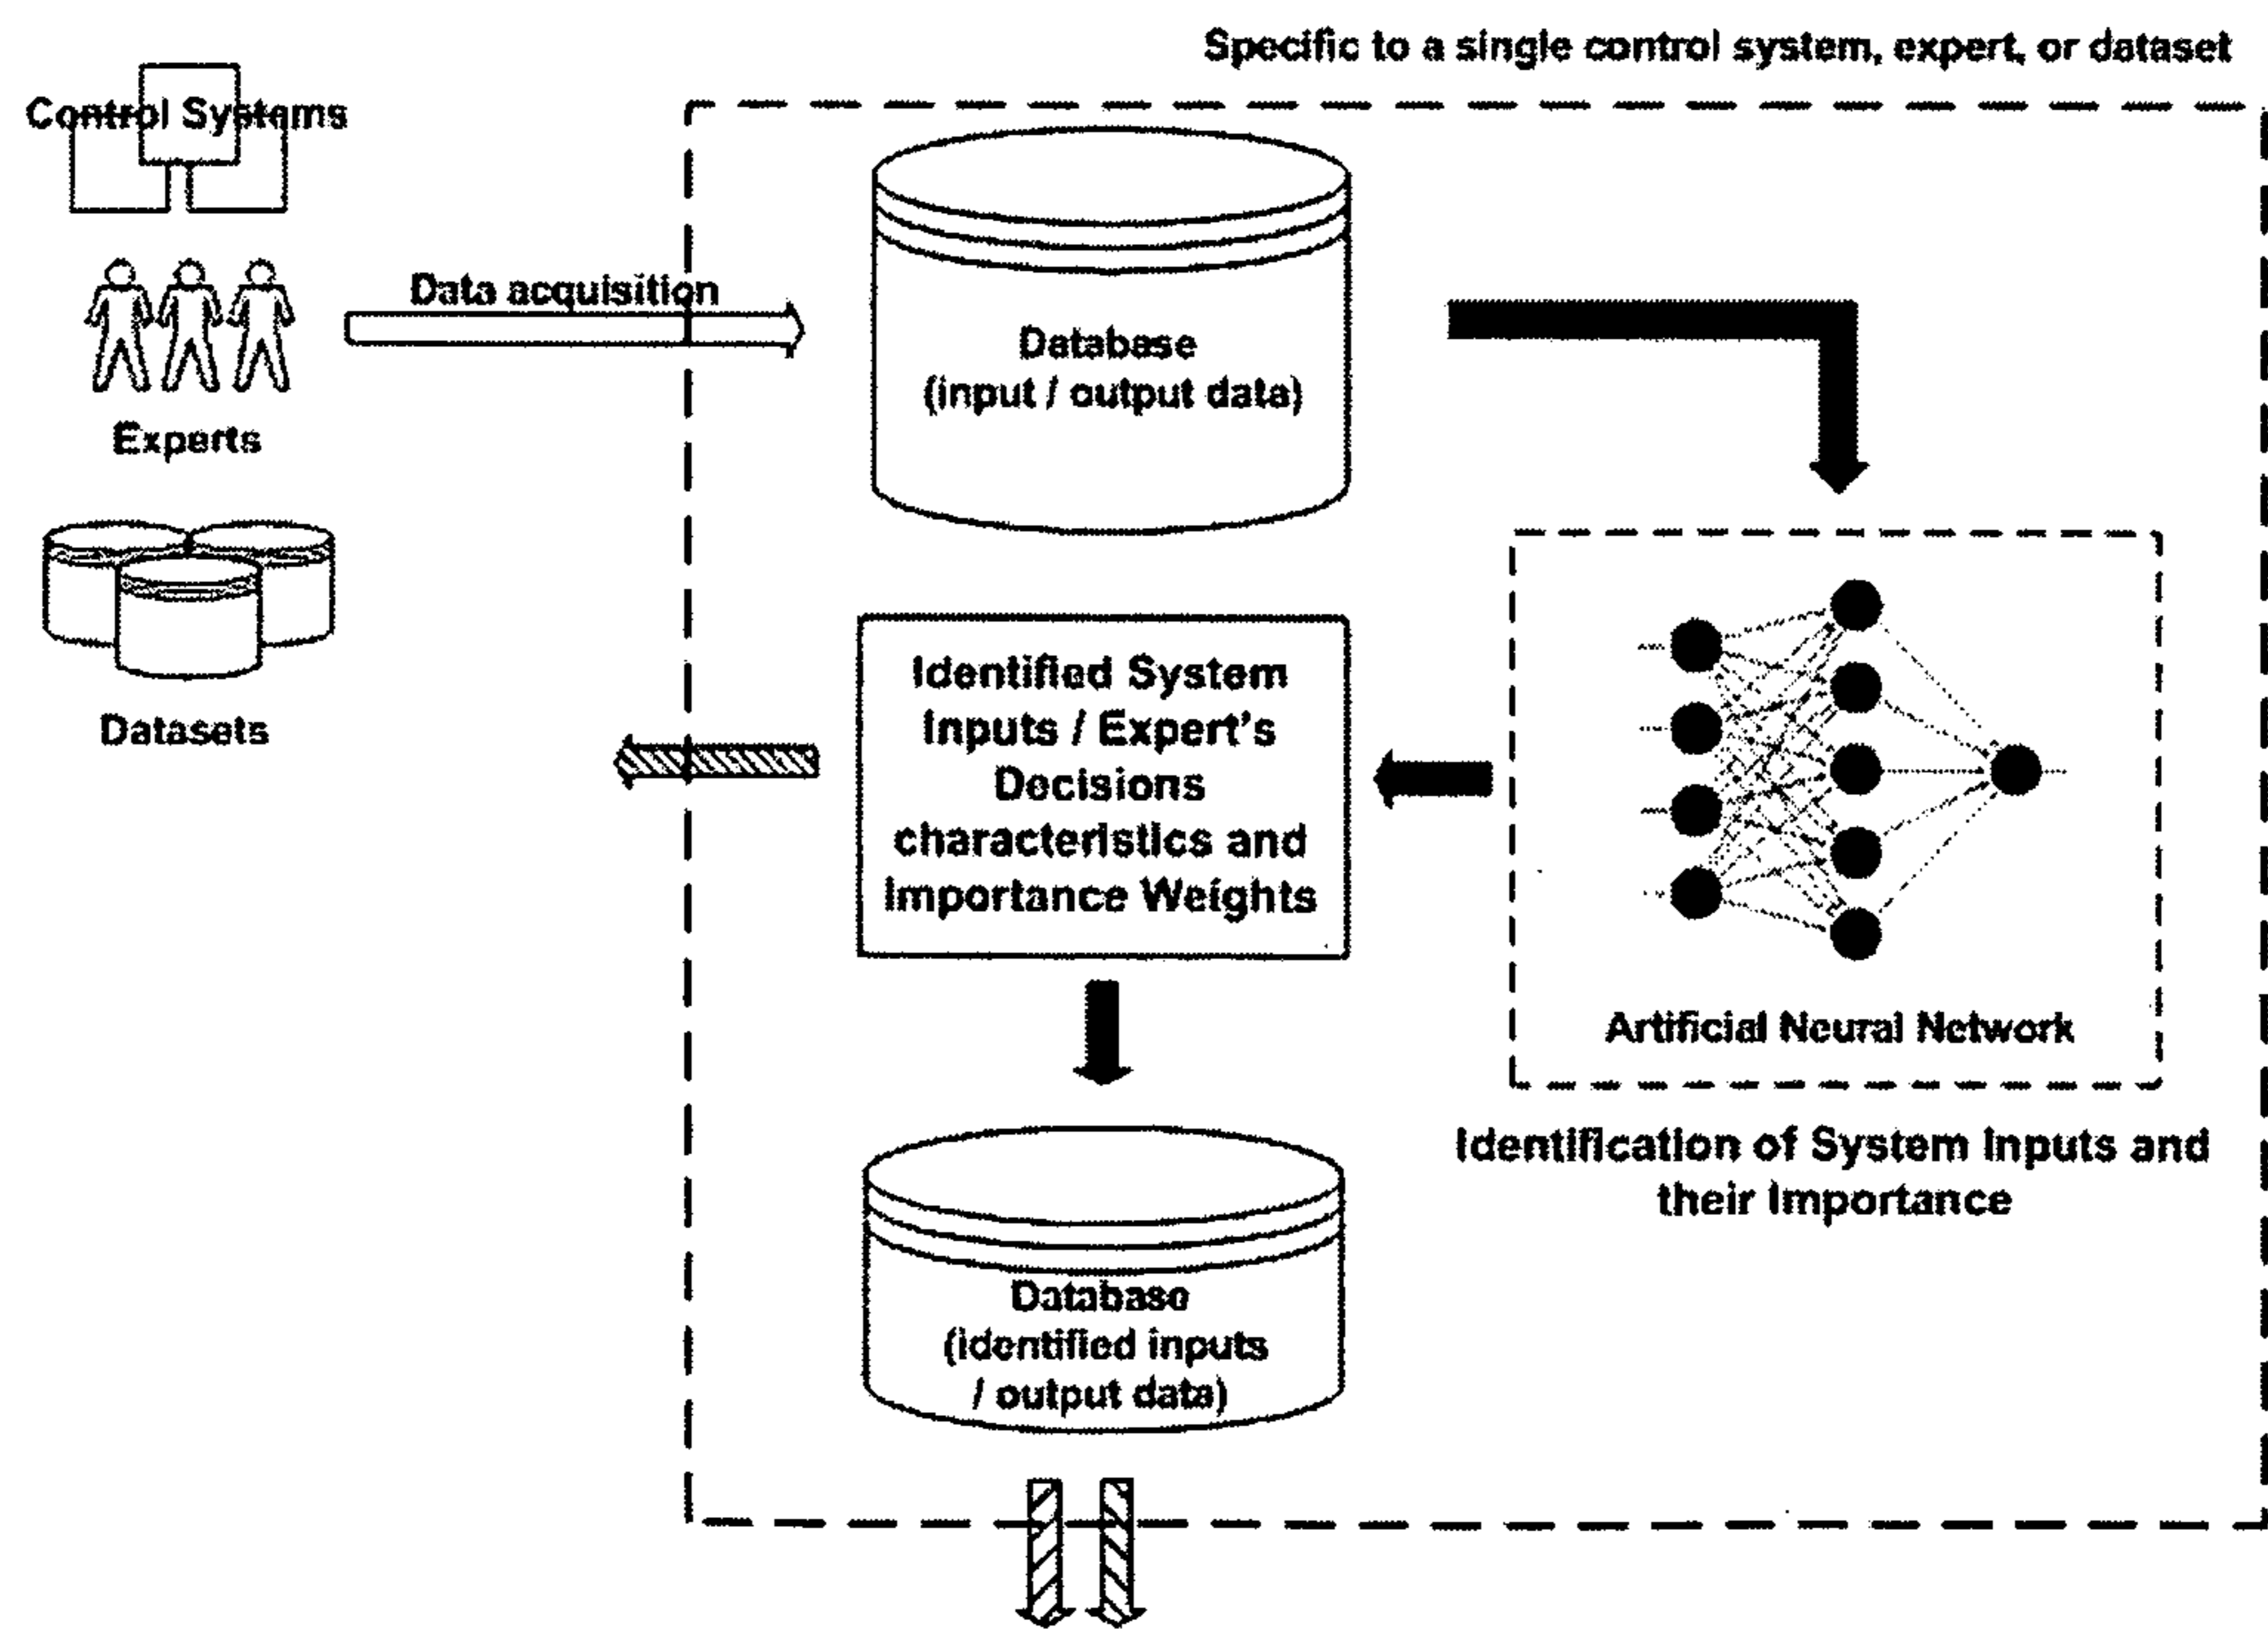 Specific to a single control system, expert, or dataset
Control Systems
Data acquisition
Experts
Datasets
Database
(input / output data)
Identified System
Inputs / Expert's
Decisions
characteristics and
Importance Weights
Artificial Neural Network
Identification of System Inputs and
their Importance
Database
(identified inputs
/ output data)